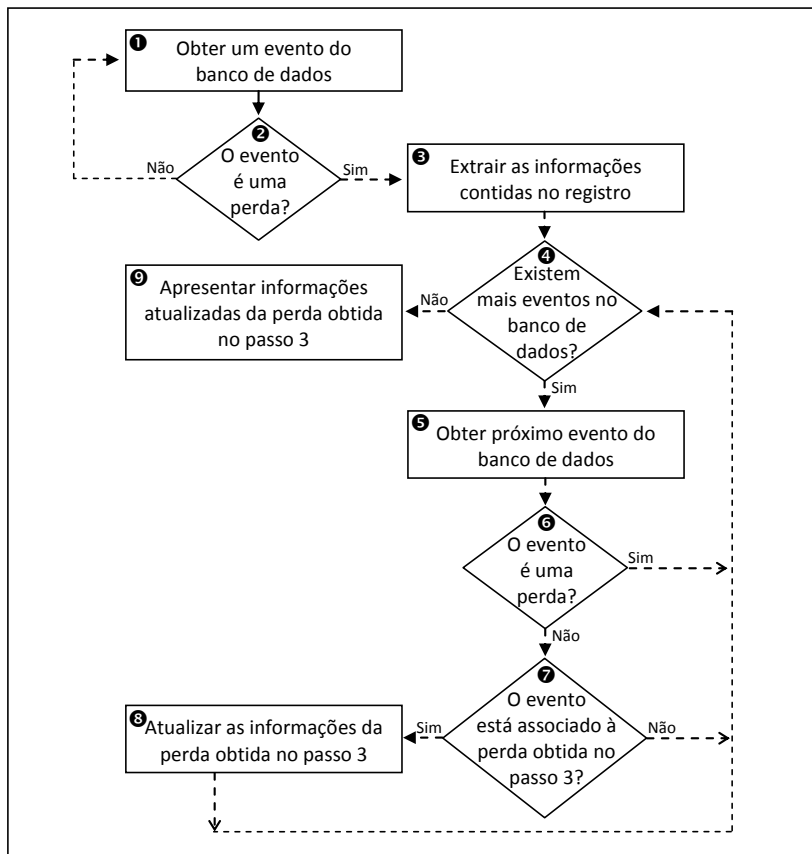 ❶ Obter um evento do
banco de dados
❷
O evento
é uma
perda?
Não
Sim
❸ Extrair as informações
contidas no registro
❹
Existem
mais eventos no
banco de
dados?
Não
Sim
❾ Apresentar informações
atualizadas da perda obtida
no passo 3
❺ Obter próximo evento do
banco de dados
❻
O evento
é uma
perda?
Sim
Não
❼
O evento
está associado à
perda obtida no
passo 3?
Sim
Não
❽ Atualizar as informações da
perda obtida no passo 3